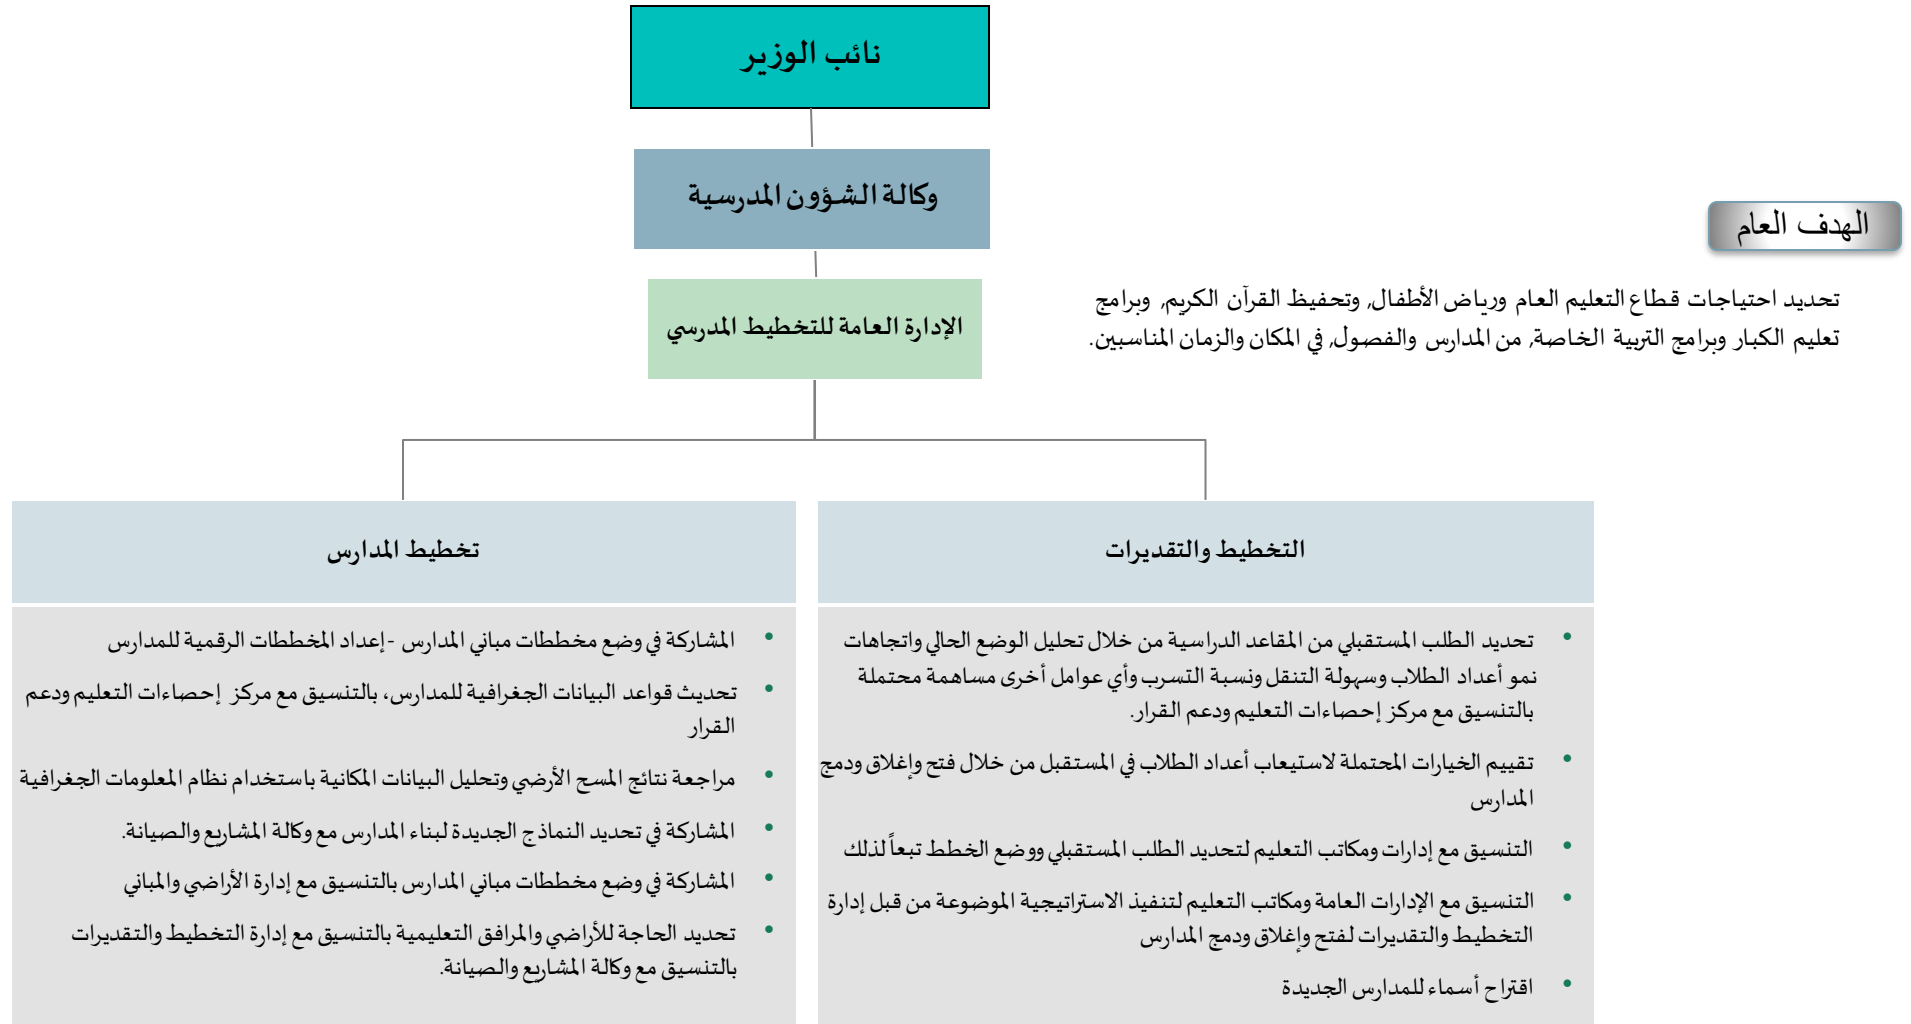 نائب الوزير
وكالة الشؤون المدرسية
الإدارة العامة للتخطيط المدرسي
الهدف العام
تحديد احتياجات قطاع التعليم العام ورياض الأطفال, وتحفيظ القرآن الكريم, وبرامج
تعليم الكبار وبرامج التربية الخاصة, من المدارس والفصول, في المكان والزمان المناسبين.
التخطيط والتقديرات
• تحديد الطلب المستقبلي من المقاعد الدراسية من خلال تحليل الوضع الحالي واتجاهات
نمو أعداد الطلاب وسهولة التنقل ونسبة التسرب وأي عوامل أخرى مساهمة محتملة
بالتنسيق مع مركز إحصاءات التعليم ودعم القرار.
• تقييم الخيارات المحتملة لاستيعاب أعداد الطلاب في المستقبل من خلال فتح وإغلاق ودمج
المدارس
• التنسيق مع إدارات ومكاتب التعليم لتحديد الطلب المستقبلي ووضع الخطط تبعاً لذلك
• التنسيق مع الإدارات العامة ومكاتب التعليم لتنفيذ الاستراتيجية الموضوعة من قبل إدارة
التخطيط والتقديرات لفتح وإغلاق ودمج المدارس
• اقتراح أسماء للمدارس الجديدة
تخطيط المدارس
• المشاركة في وضع مخططات مباني المدارس - إعداد المخططات الرقمية للمدارس
• تحديث قواعد البيانات الجغرافية للمدارس، بالتنسيق مع مركز إحصاءات التعليم ودعم
القرار
• مراجعة نتائج المسح الأرضي وتحليل البيانات المكانية باستخدام نظام المعلومات الجغرافية
• المشاركة في تحديد النماذج الجديدة لبناء المدارس مع وكالة المشاريع والصيانة.
• المشاركة في وضع مخططات مباني المدارس بالتنسيق مع إدارة الأراضي والمباني
• تحديد الحاجة للأراضي والمرافق التعليمية بالتنسيق مع إدارة التخطيط والتقديرات
بالتنسيق مع وكالة المشاريع والصيانة.